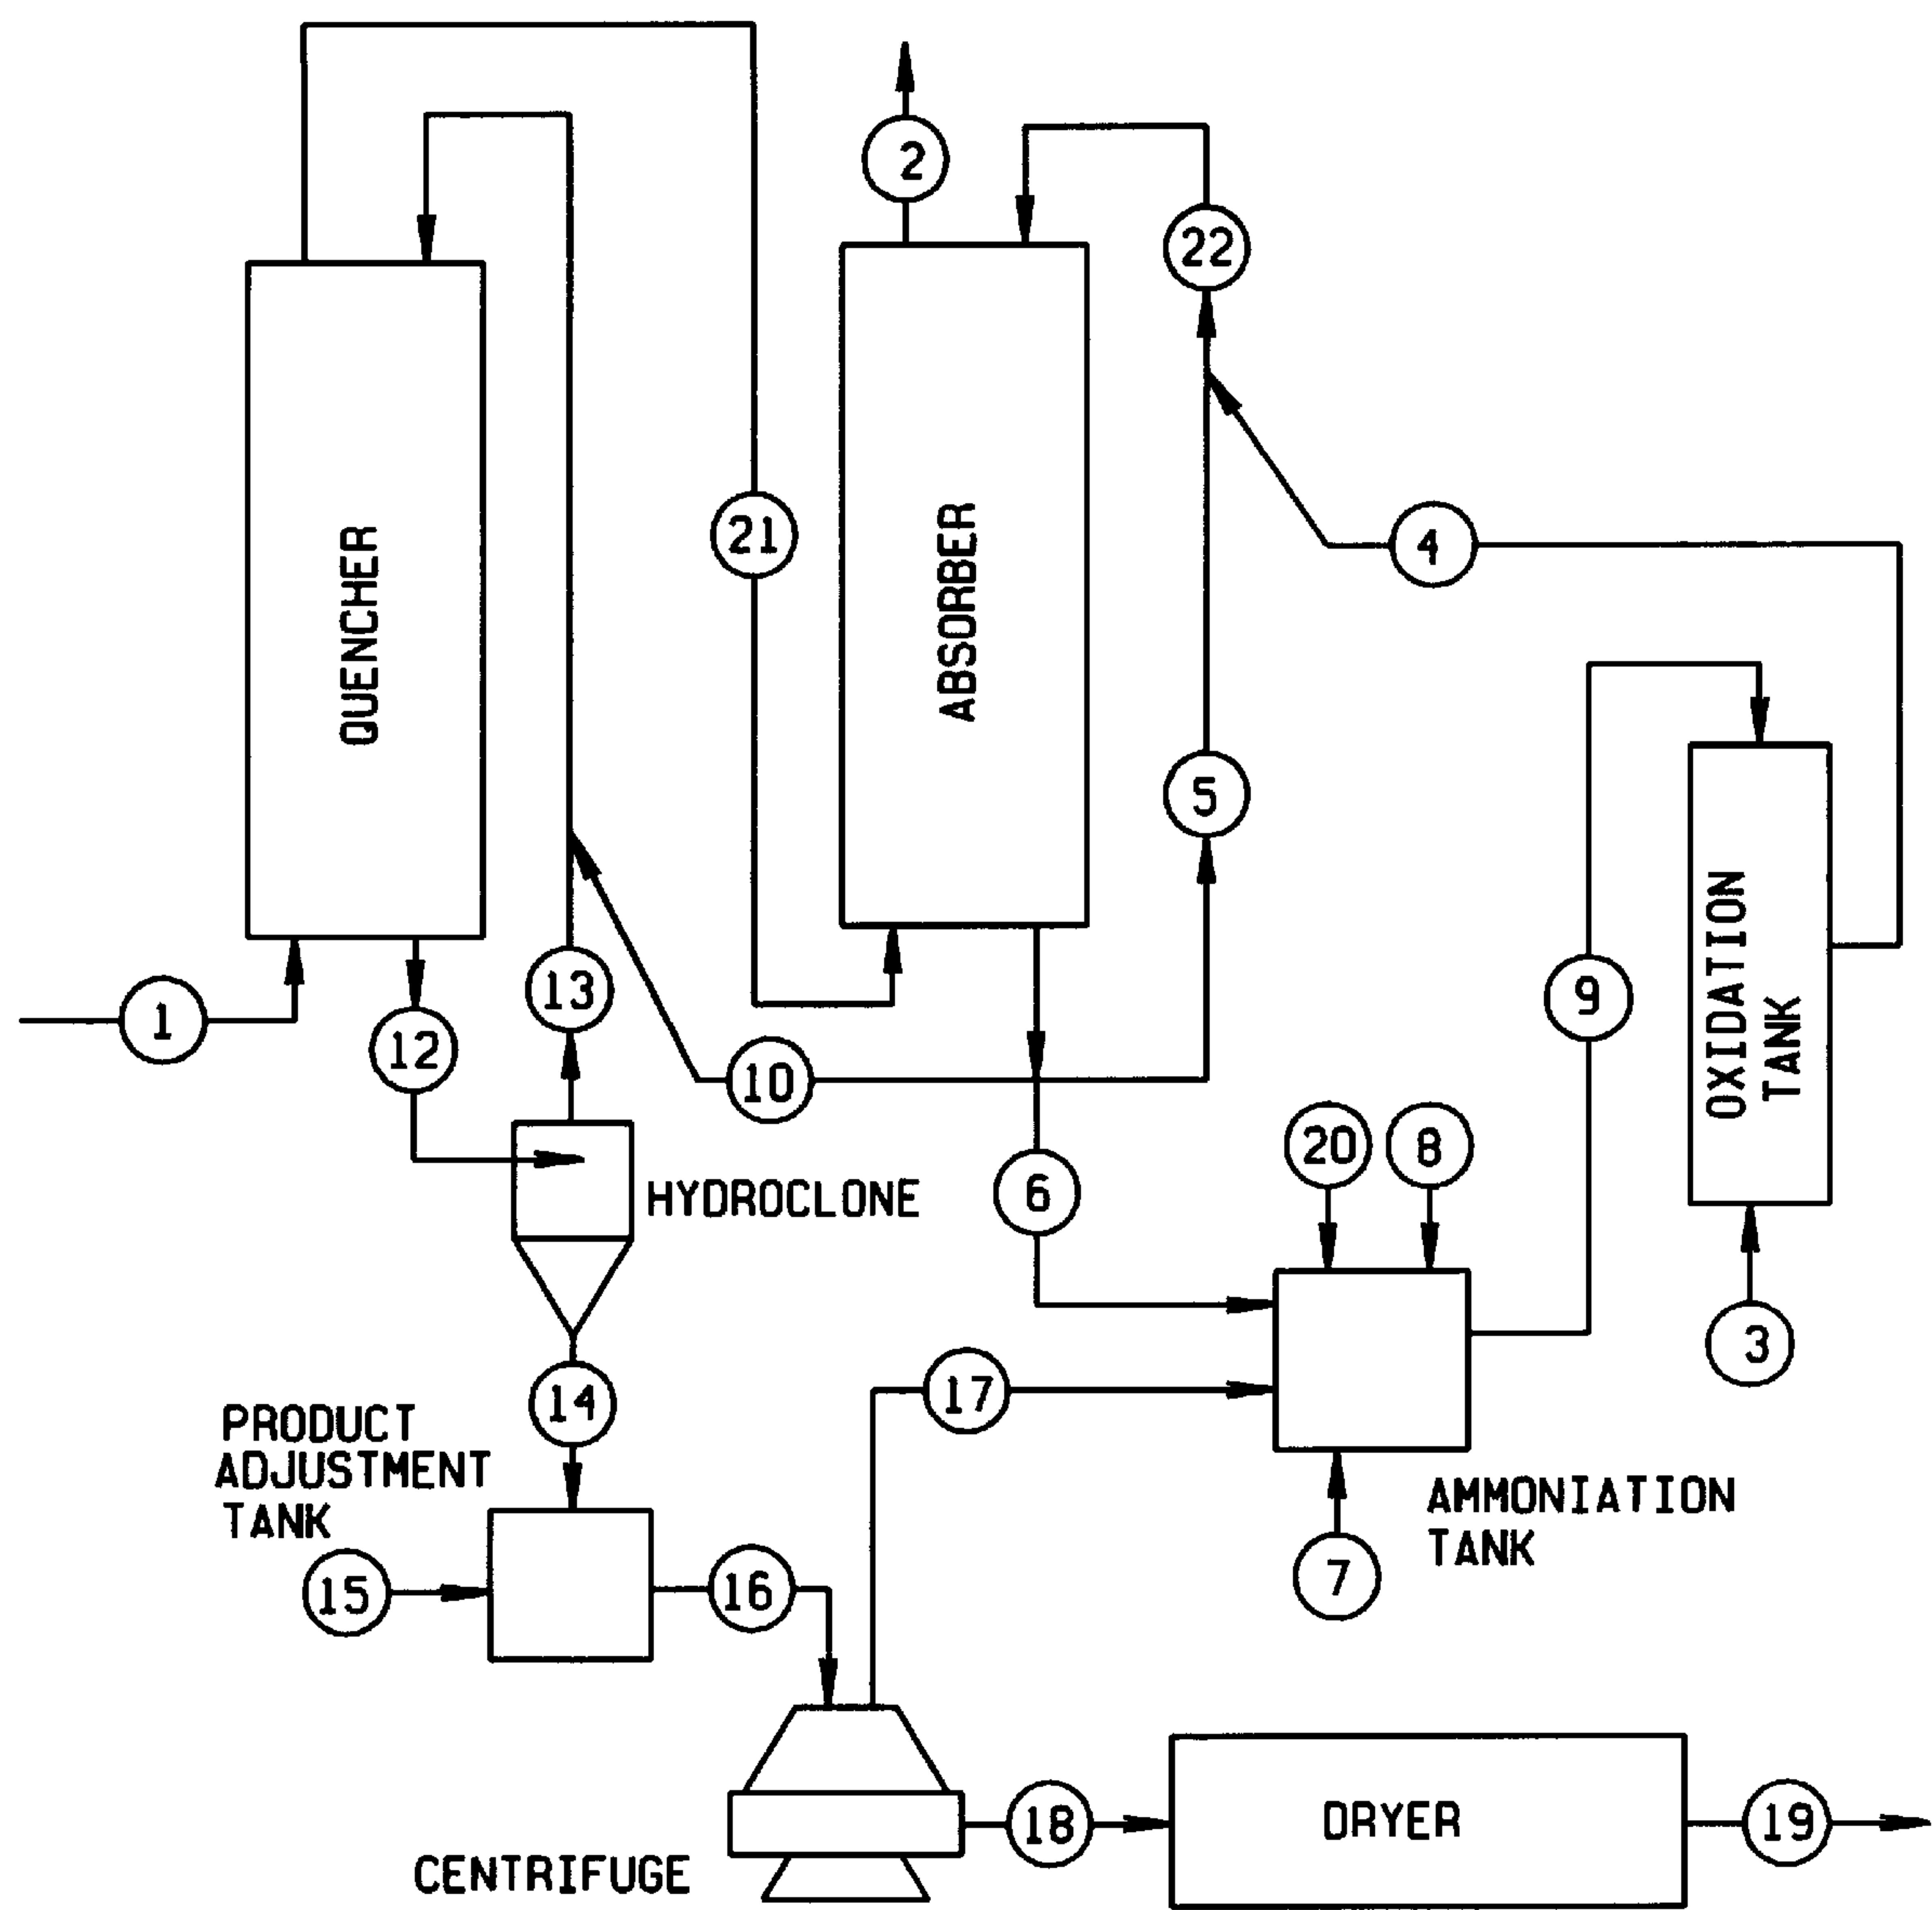 2
22
21
4
QUENCHER
ABSORBER
5
OXIDATION
TANK
9
13
1
12
10
20
8
6
HYDROCLONE
3
17
14
PRODUCT
ADJUSTMENT
TANK
AMMONIATION
TANK
7
15
16
18
DRYER
19
CENTRIFUGE